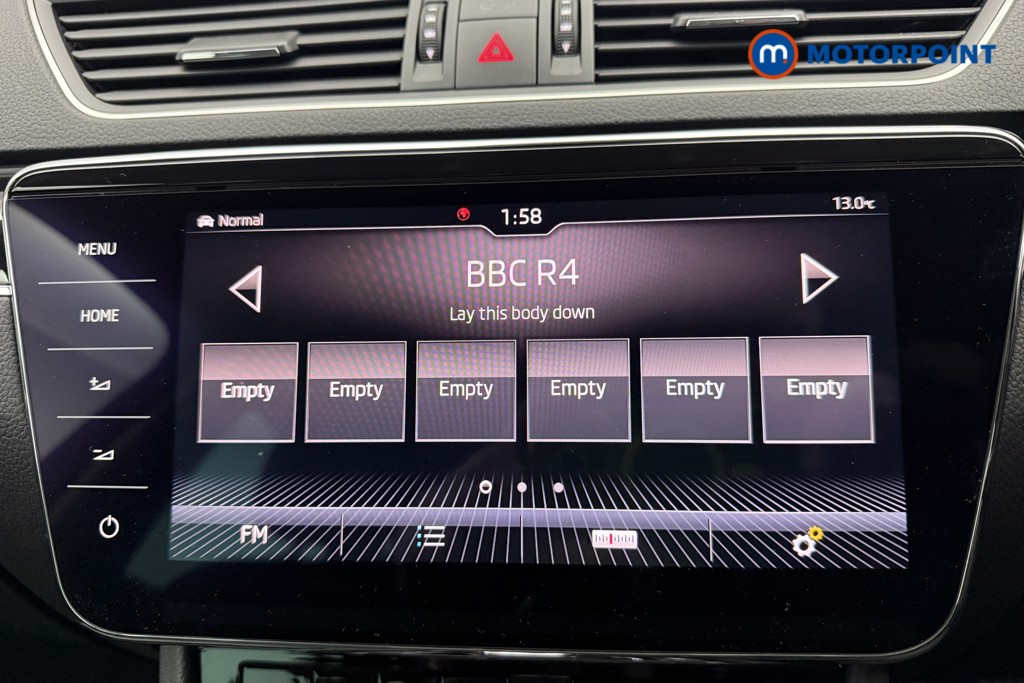 m. MOTORPOINT
Normal 1:58 13.0°C
MENU
BBC R4
Lay this body down
HOME
Empty Empty Empty Empty Empty Empty
FM